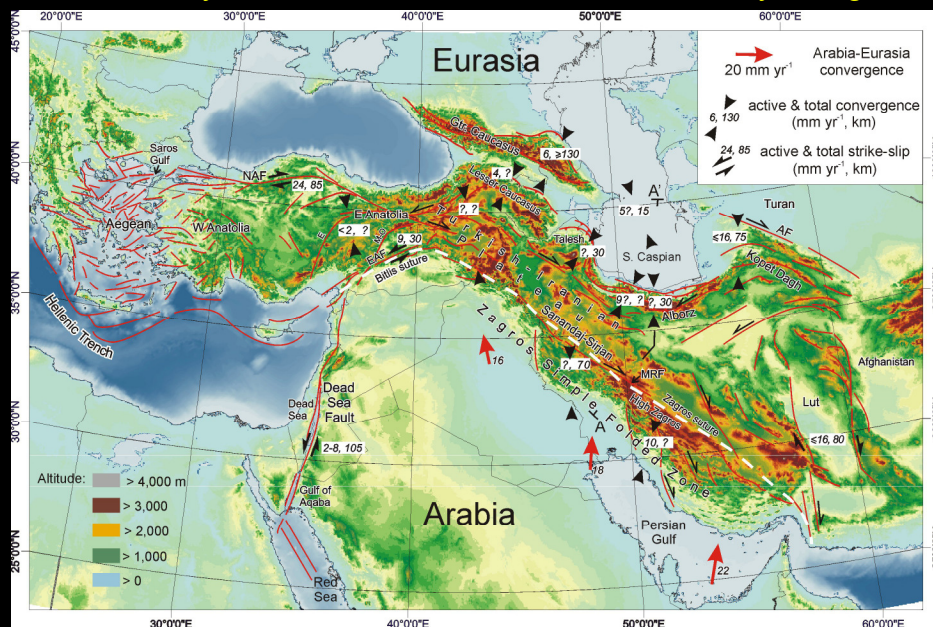 20°0'0"E
30°0'0"E
40°0'0"E
50°0'0"E
60°0'0"E
45°0'0"N
40°0'0"N
35°0'0"N
30°0'0"N
25°0'0"N
Eurasia
Arabia-Eurasia
convergence
20 mm yr⁻¹
active & total convergence
(mm yr⁻¹, km)
6, 130
active & total strike-slip
(mm yr⁻¹, km)
24, 85
Saros
Gulf
NAF
24, 85
Aegean
W Anatolia
E Anatolia
<2, ?
EAF
9, 30
Bitlis suture
Gtr. Caucasus
6, ≥130
4, ?
Lesser Caucasus
?, ?
Turkish-Iranian
Plateau
Talesh
?, 30
A'
5?, 15
S. Caspian
9?, ?
?, 30
Alborz
Turan
≤16, 75
AF
Kopet Dagh
Afghanistan
Hellenic Trench
Sanandaj-Sirjan
Zagros Simple Folded Zone
16
?, 70
MRF
High Zagros
Zagros suture
Lut
≤16, 80
A
18
10, ?
Dead
Sea
Dead
Sea
Fault
2-8, 105
Gulf of
Aqaba
Arabia
Persian
Gulf
22
Red
Sea
Altitude:
> 4,000 m
> 3,000
> 2,000
> 1,000
> 0
30°0'0"E
40°0'0"E
50°0'0"E
60°0'0"E